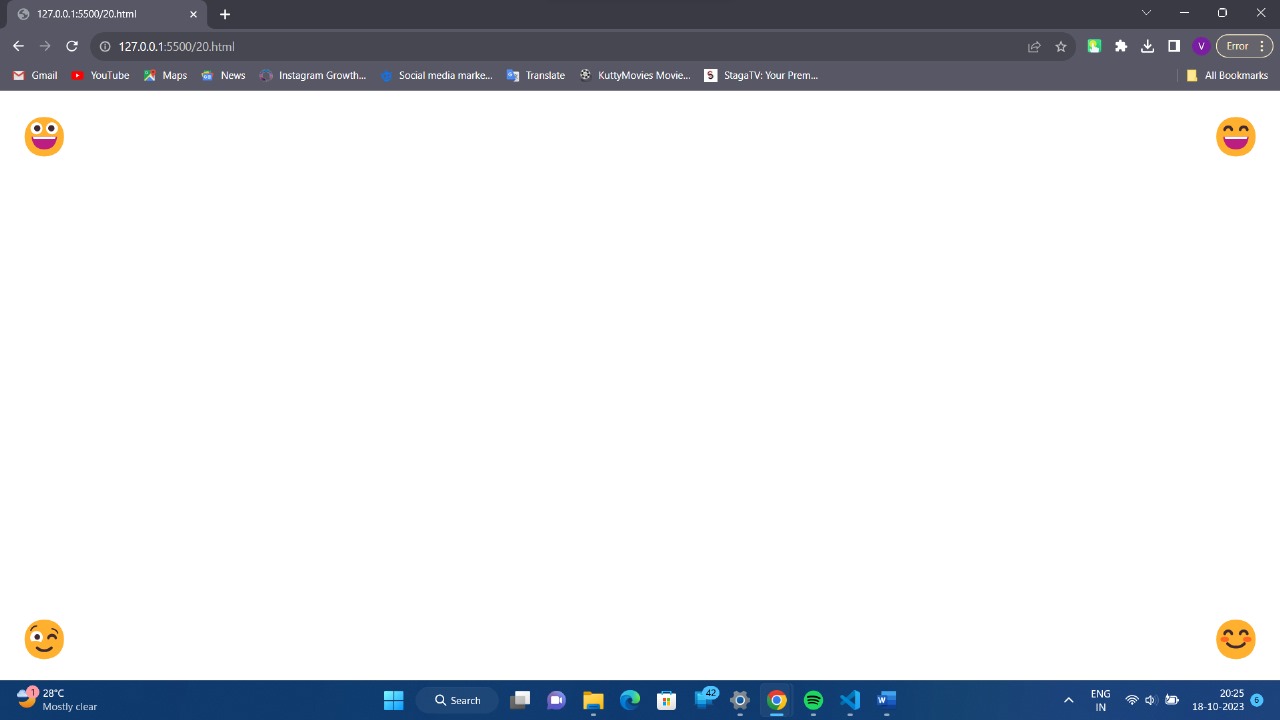 127.0.0.1:5500/20.html
127.0.0.1:5500/20.html
V
Error
Gmail YouTube Maps News Instagram Growth... Social media marke... Translate KuttyMovies Movie... StagaTV: Your Prem... All Bookmarks
1
28°C
Mostly clear
Search
42
ENG
IN
20:25
18-10-2023
6